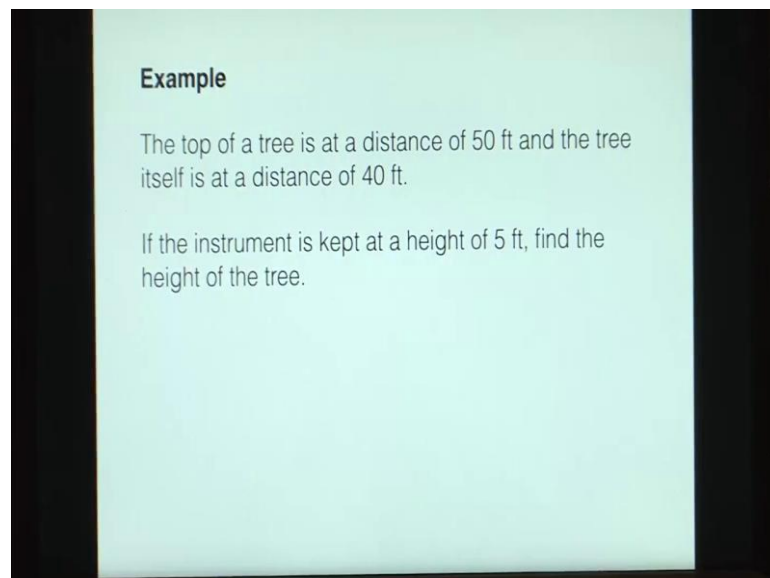 Example
The top of a tree is at a distance of 50 ft and the tree
itself is at a distance of 40 ft.
If the instrument is kept at a height of 5 ft, find the
height of the tree.